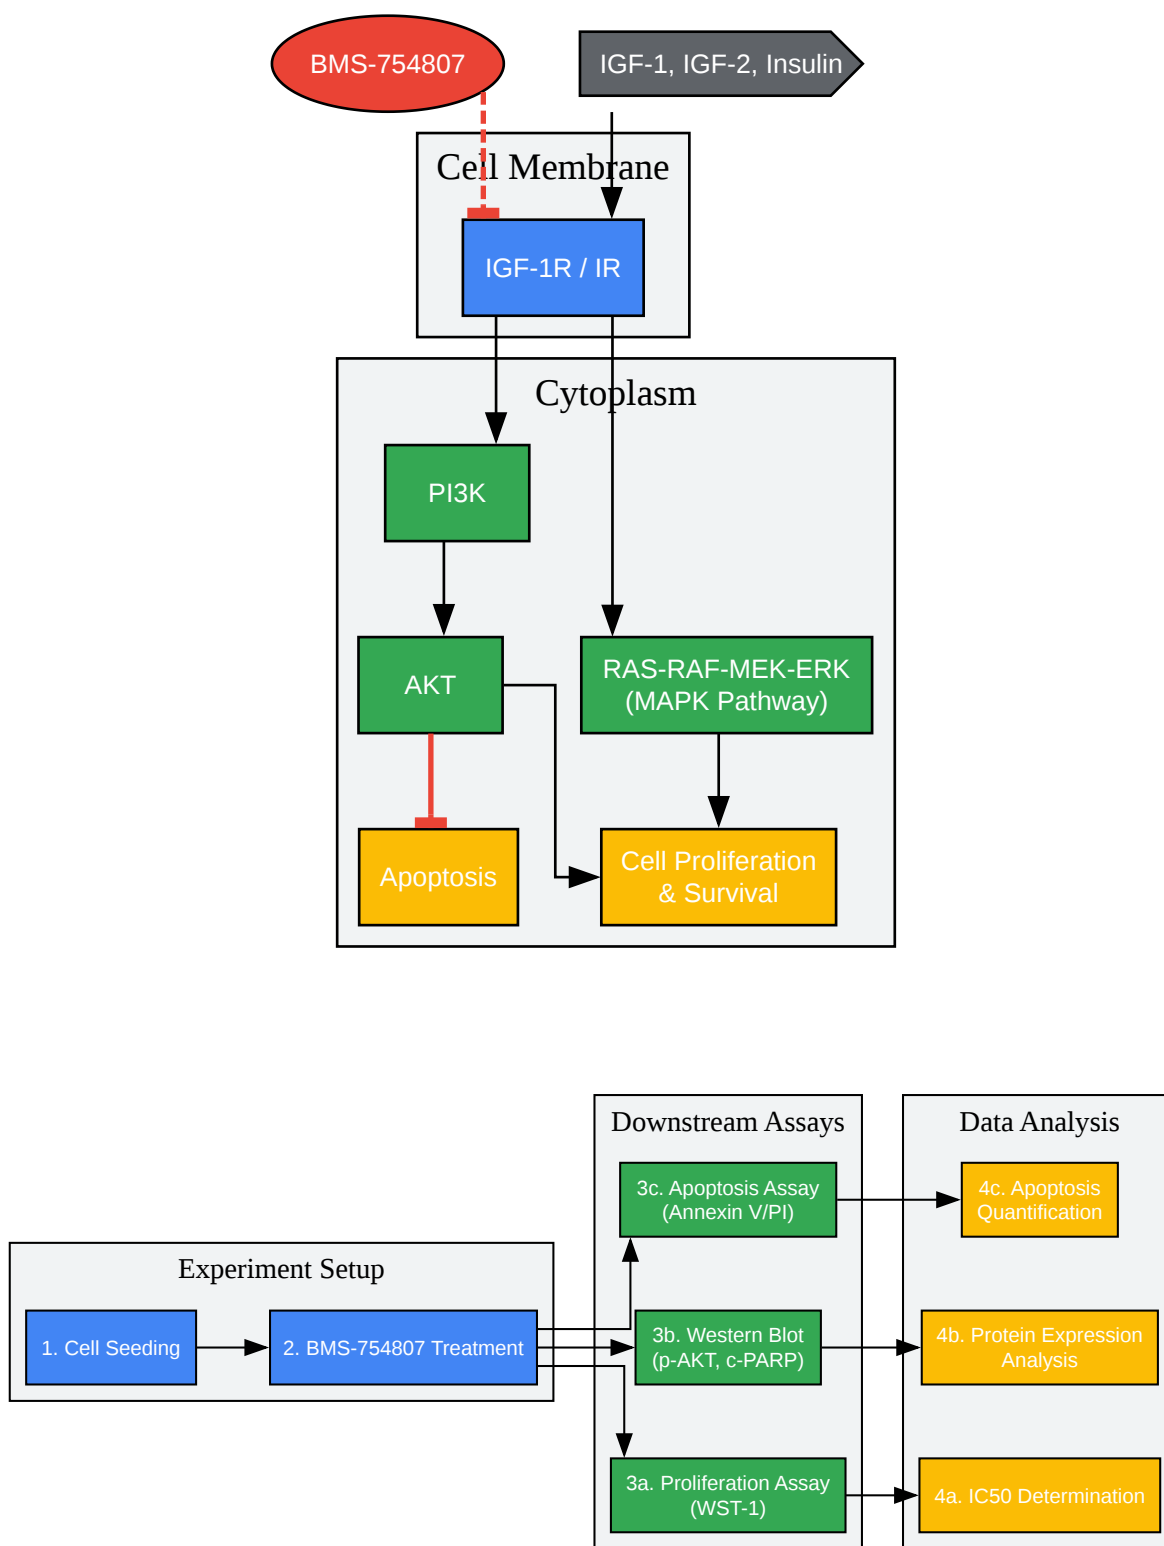 BMS-754807
IGF-1, IGF-2, Insulin
Cell Membrane
IGF-1R / IR
Cytoplasm
PI3K
AKT
RAS-RAF-MEK-ERK
(MAPK Pathway)
Apoptosis
Cell Proliferation
& Survival
Experiment Setup
1. Cell Seeding
2. BMS-754807 Treatment
Downstream Assays
3c. Apoptosis Assay
(Annexin V/PI)
3b. Western Blot
(p-AKT, c-PARP)
3a. Proliferation Assay
(WST-1)
Data Analysis
4c. Apoptosis
Quantification
4b. Protein Expression
Analysis
4a. IC50 Determination